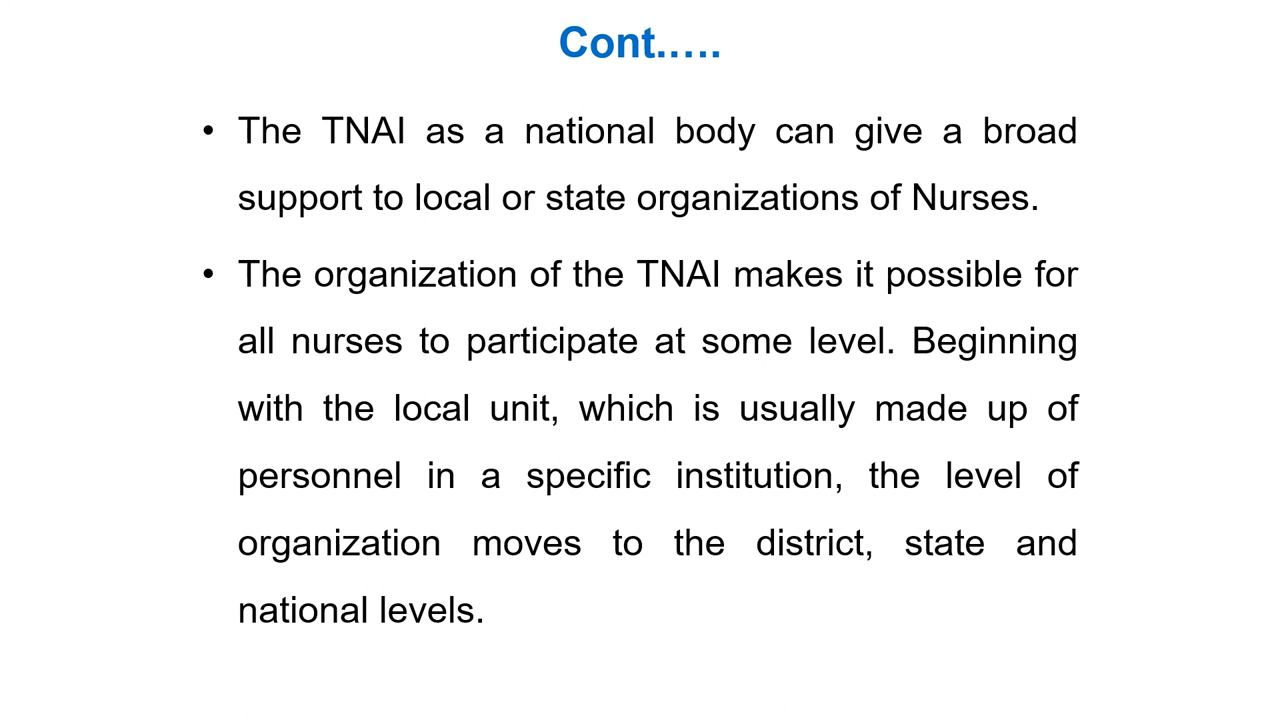 Cont.....
• The TNAI as a national body can give a broad
support to local or state organizations of Nurses.
• The organization of the TNAI makes it possible for
all nurses to participate at some level. Beginning
with the local unit, which is usually made up of
personnel in a specific institution, the level of
organization moves to the district, state and
national levels.